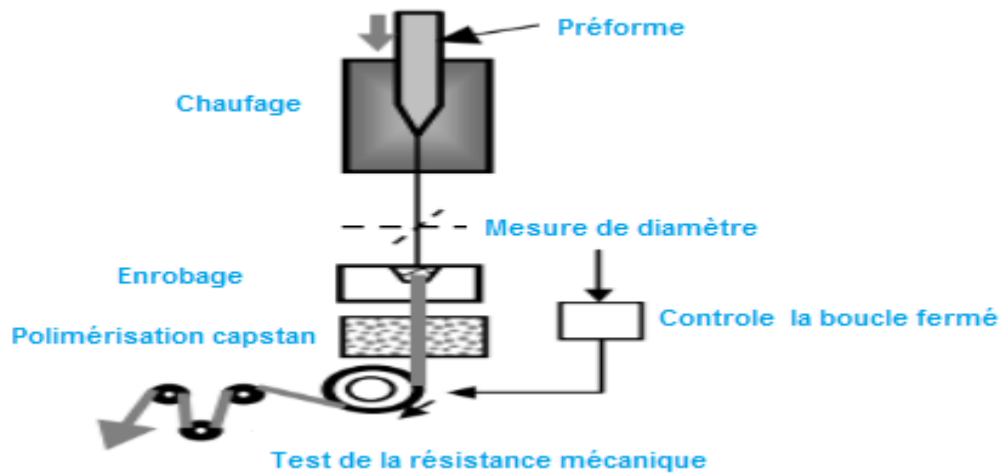 Préforme
Chaufage
Mesure de diamètre
Enrobage
Polimérisation capstan
Controle  la boucle fermé
Test de la résistance mécanique